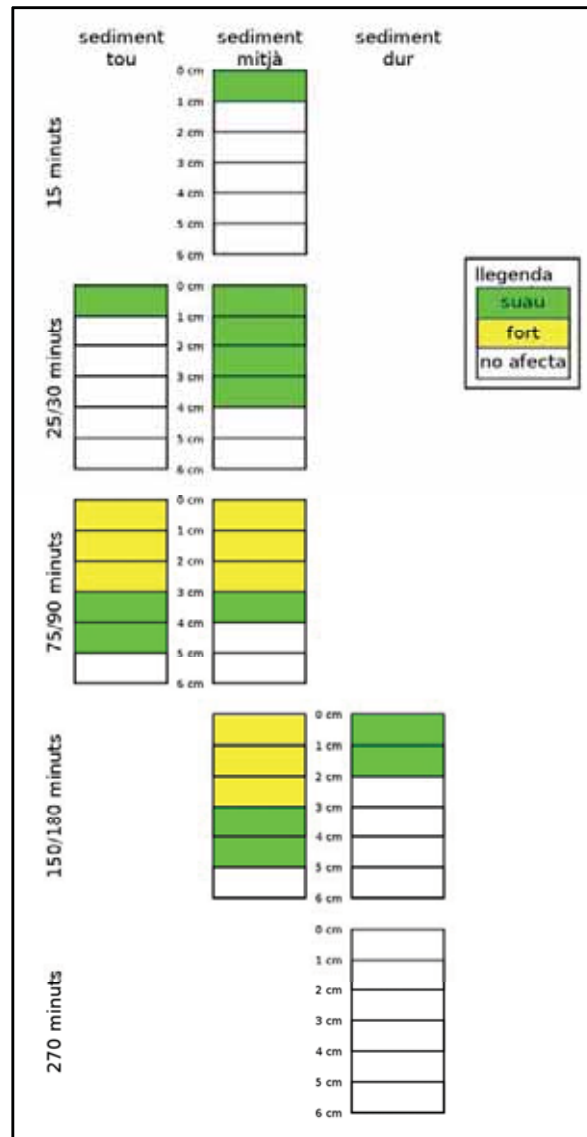 sediment
tou
sediment
mitjà
sediment
dur
15 minuts
0 cm
1 cm
2 cm
3 cm
4 cm
5 cm
6 cm
llegenda
suau
fort
no afecta
25/30 minuts
0 cm
1 cm
2 cm
3 cm
4 cm
5 cm
6 cm
75/90 minuts
0 cm
1 cm
2 cm
3 cm
4 cm
5 cm
6 cm
150/180 minuts
0 cm
1 cm
2 cm
3 cm
4 cm
5 cm
6 cm
270 minuts
0 cm
1 cm
2 cm
3 cm
4 cm
5 cm
6 cm